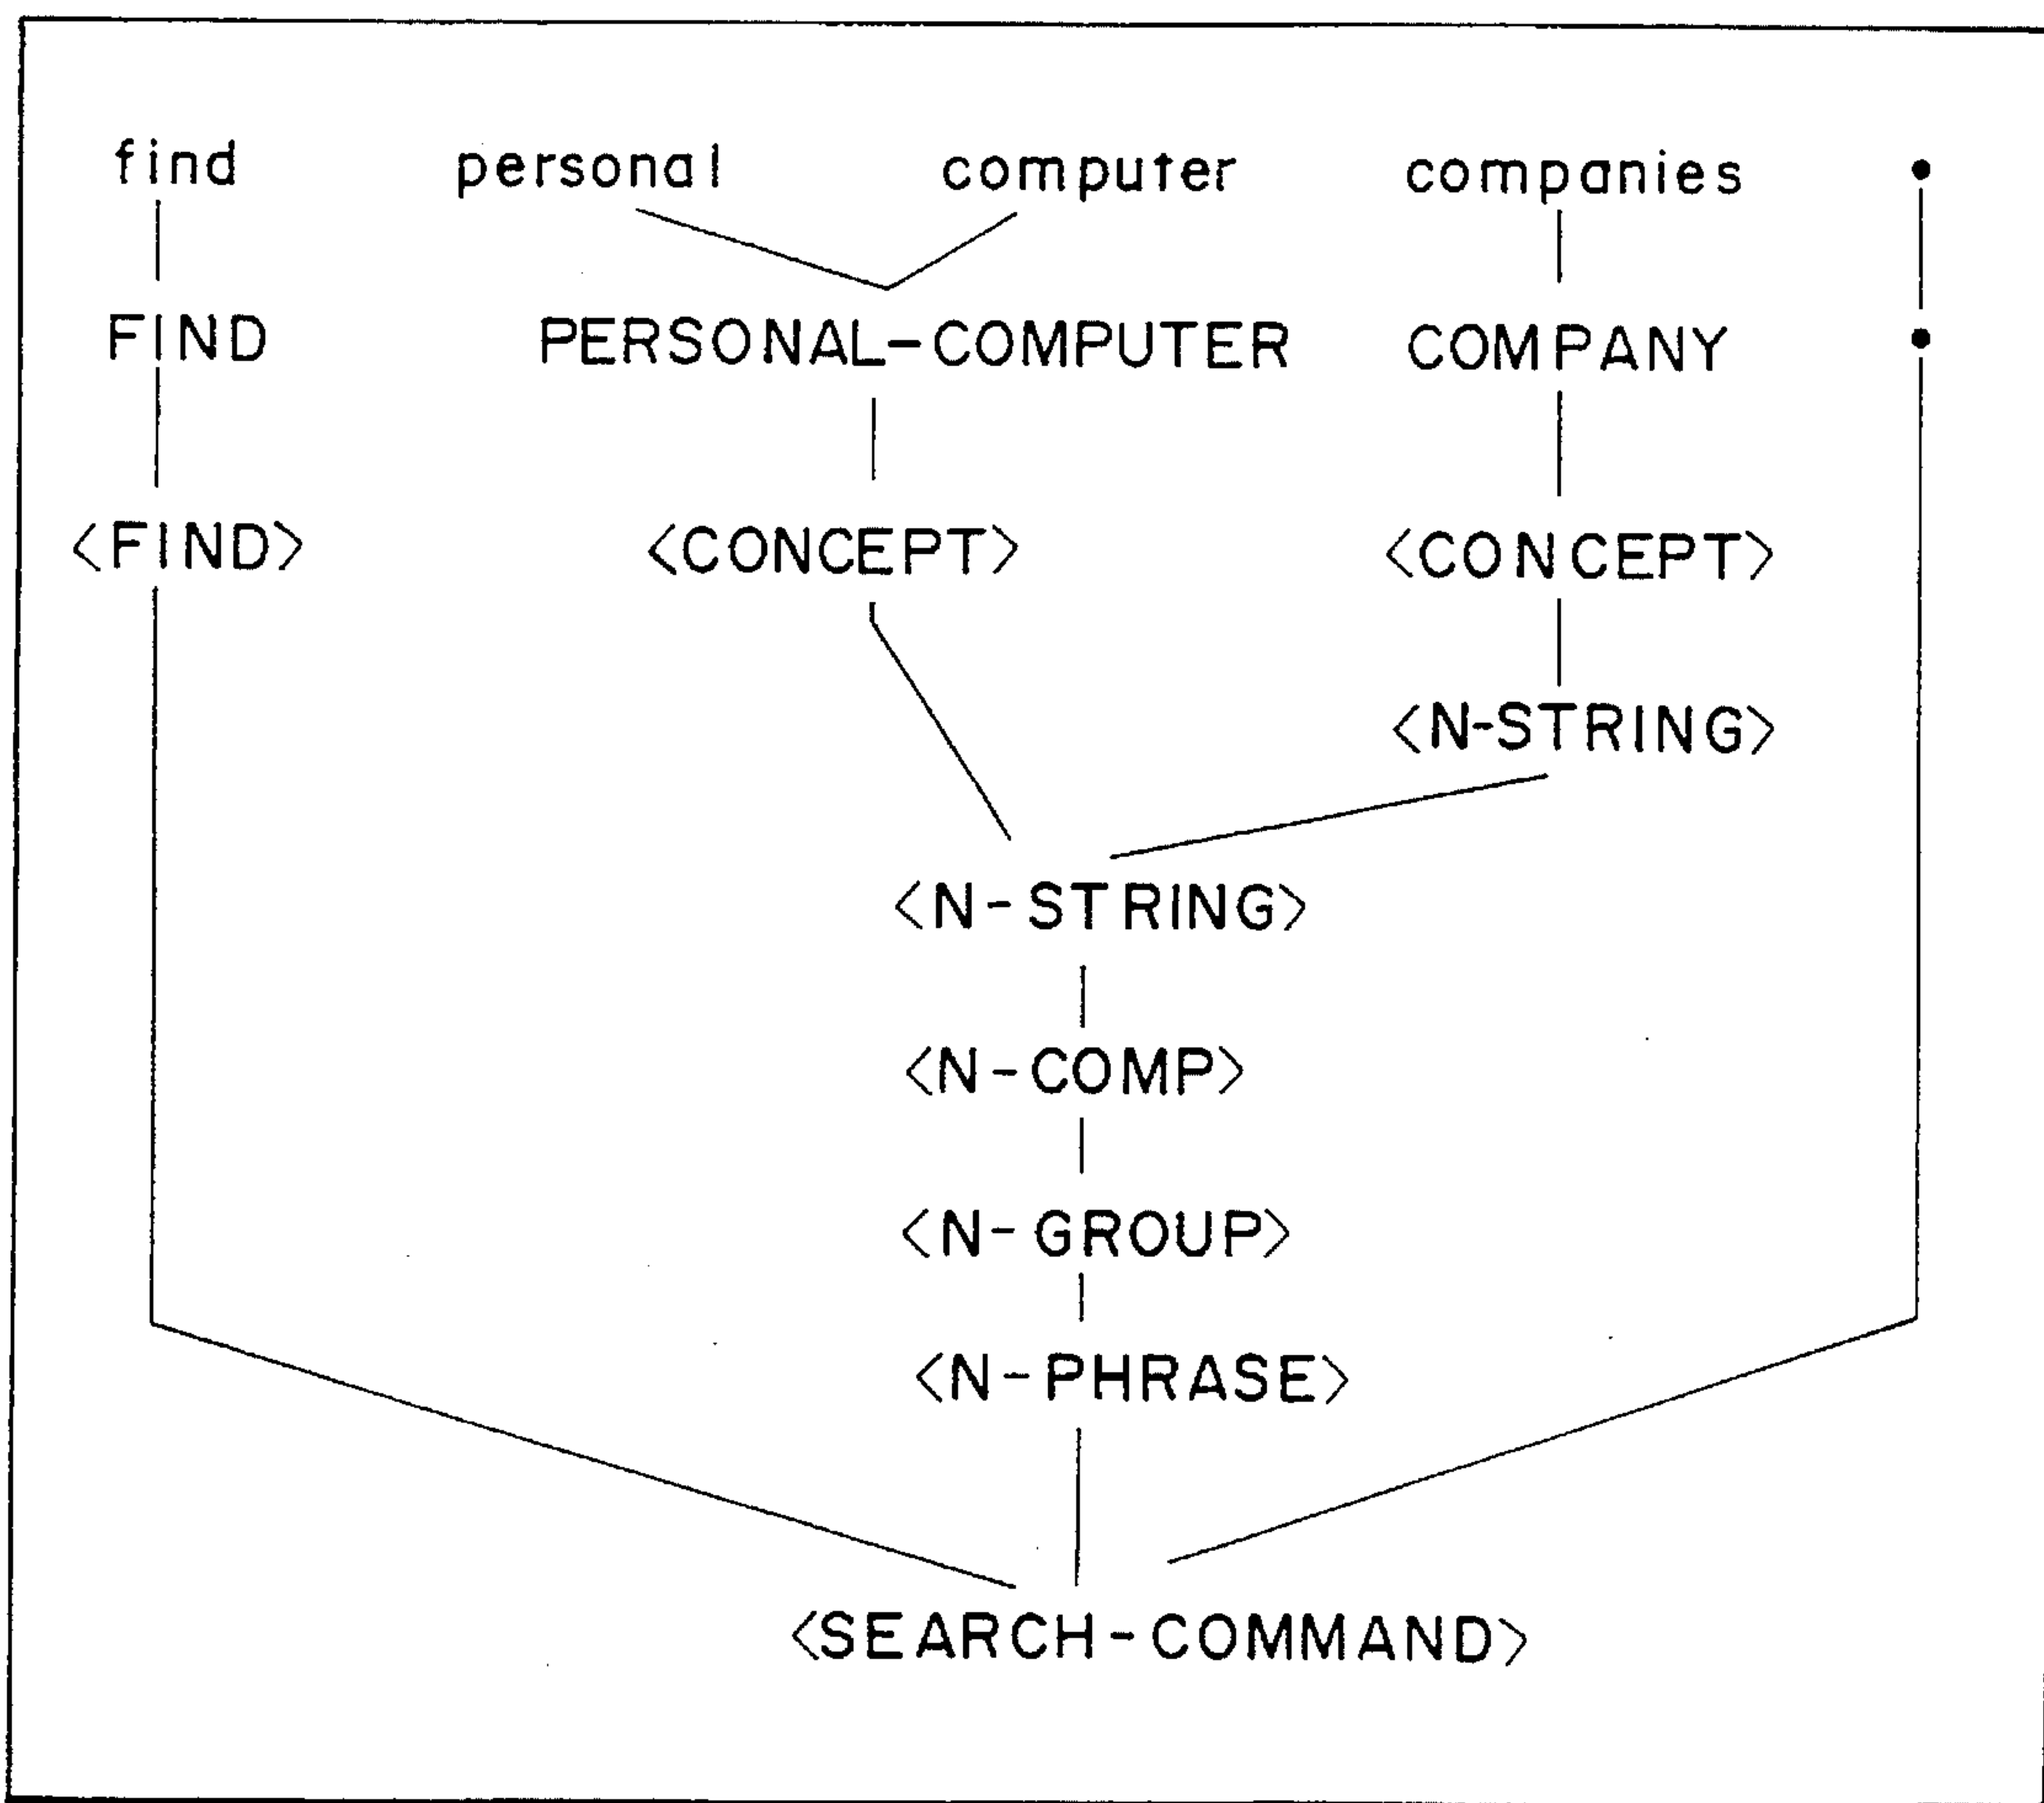 find personal computer companies .
FIND PERSONAL-COMPUTER COMPANY .
<FIND> <CONCEPT> <CONCEPT>
<N-STRING>
<N-STRING>
<N-COMP>
<N-GROUP>
<N-PHRASE>
<SEARCH-COMMAND>